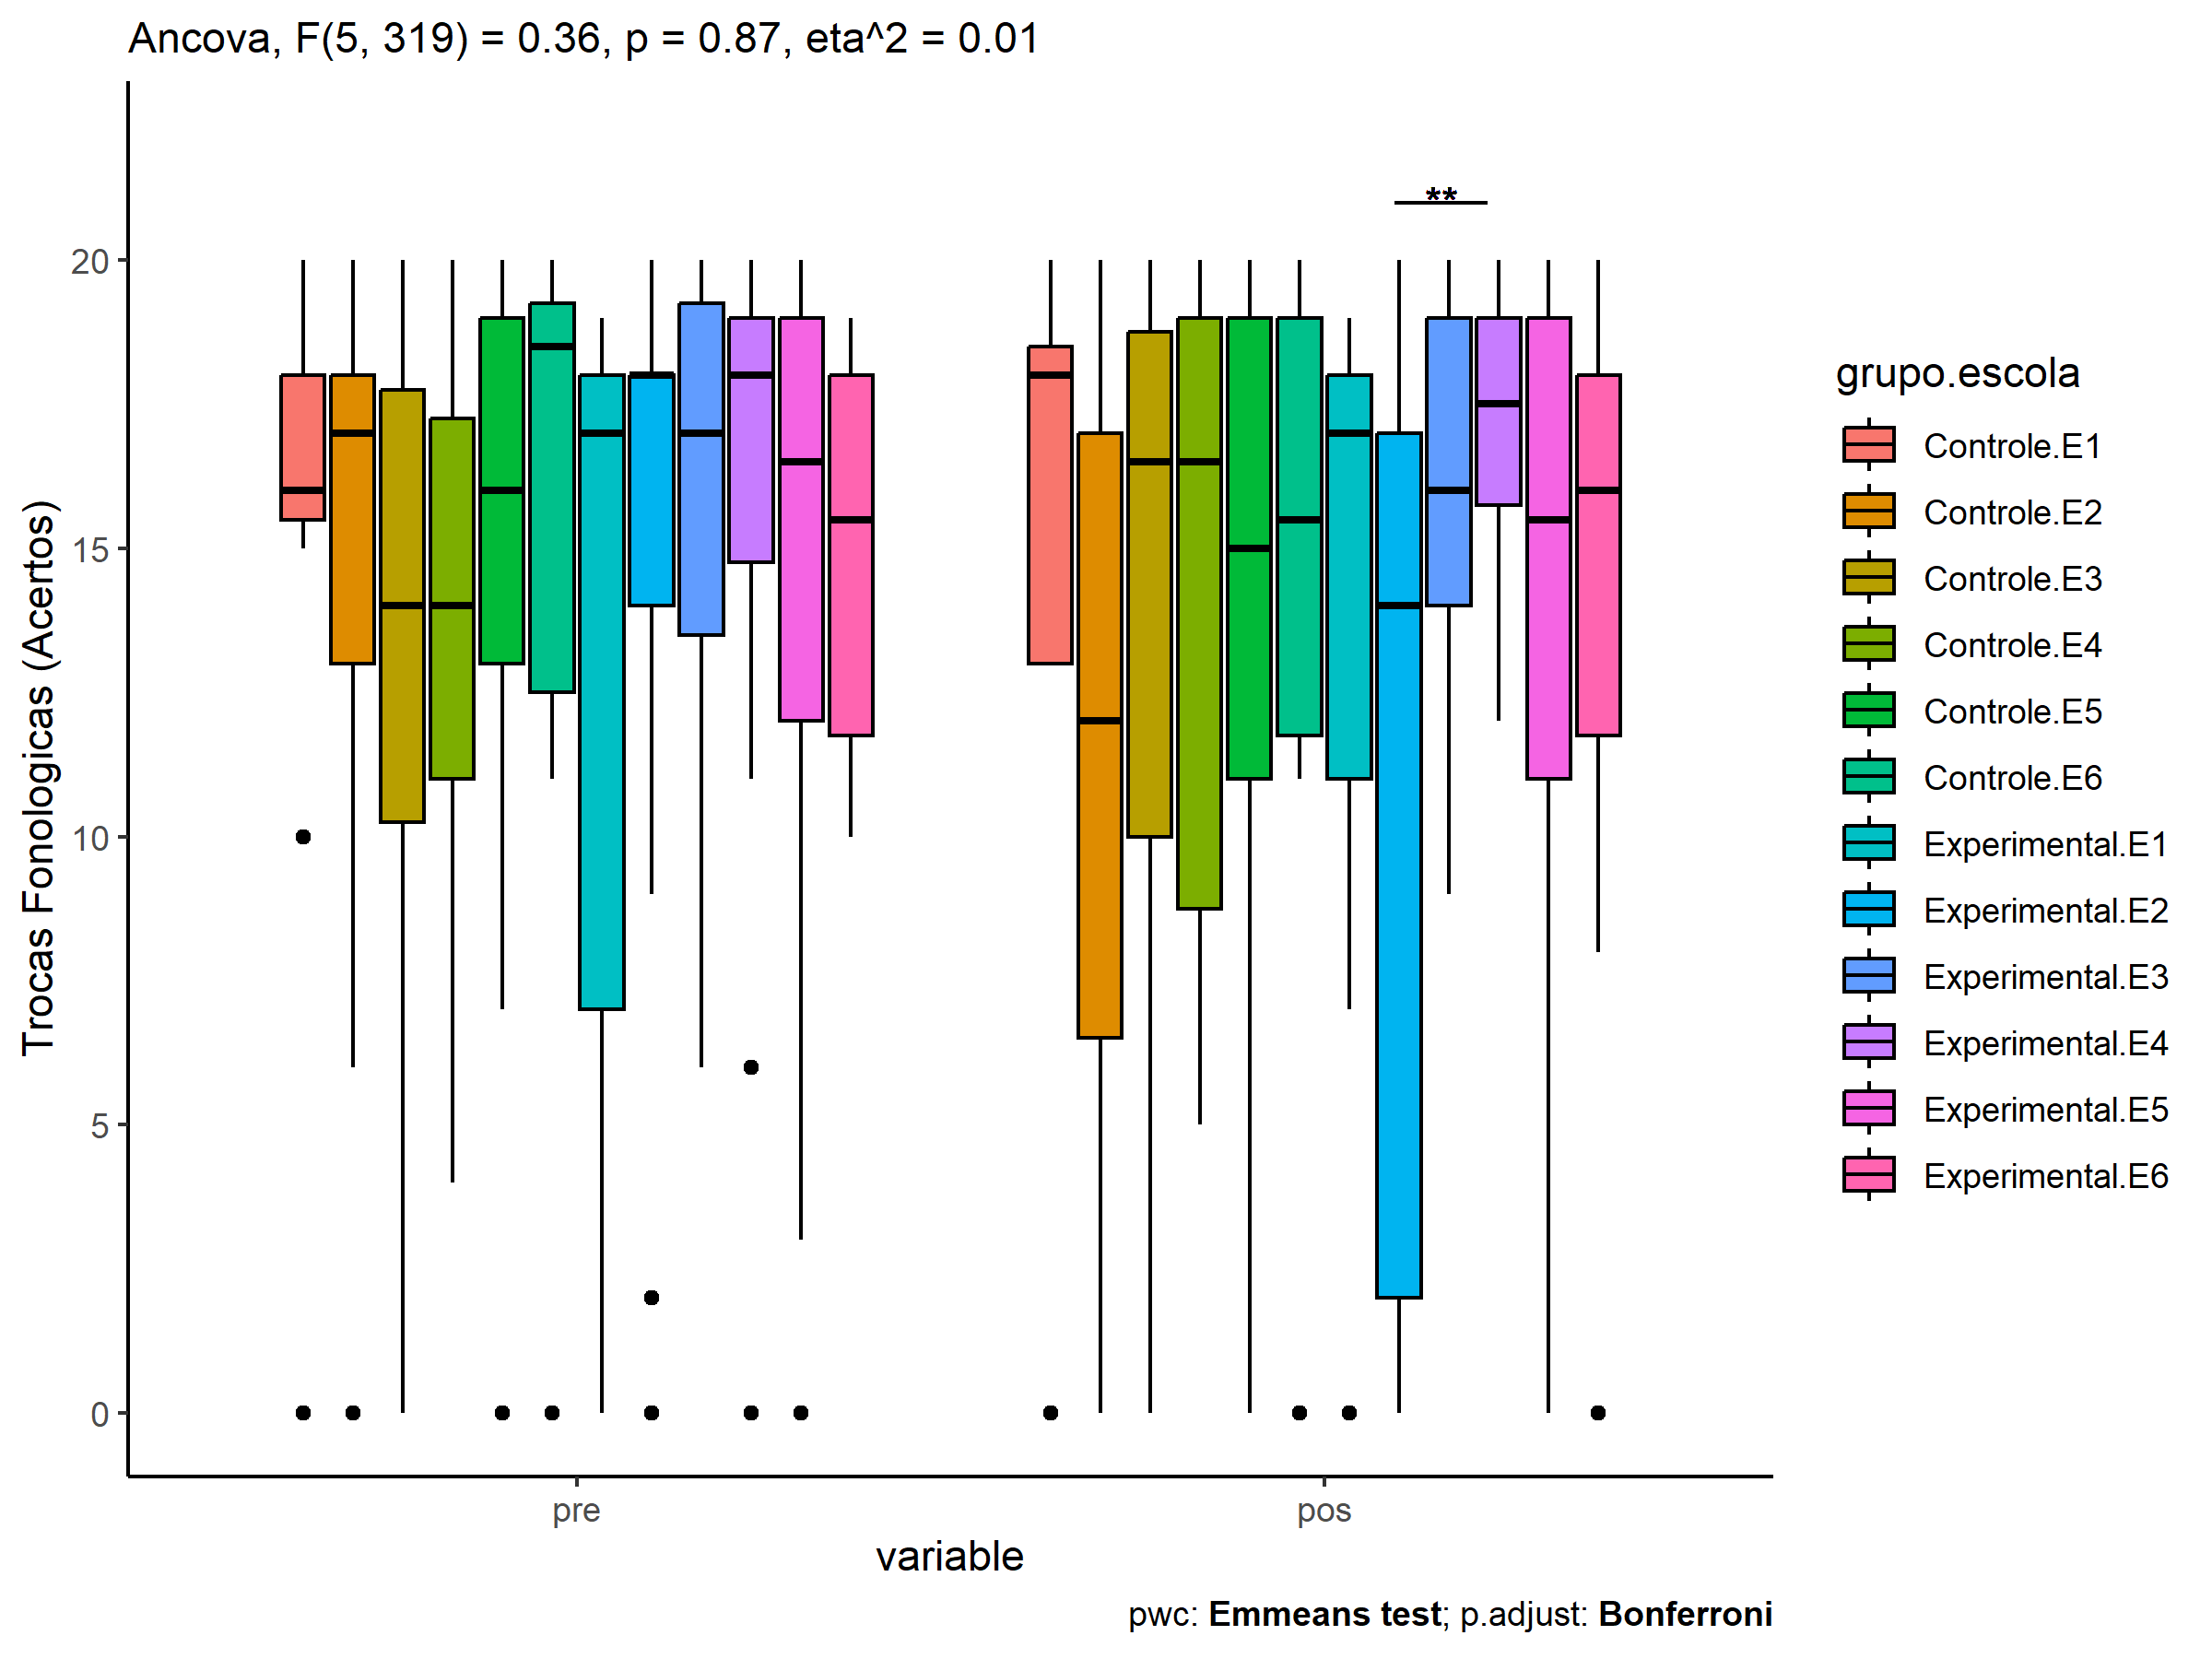 Ancova, F(5, 319) = 0.36, p = 0.87, eta^2 = 0.01
**
Trocas Fonologicas (Acertos)
20
15
10
5
0
pre
pos
variable
pwc: Emmeans test; p.adjust: Bonferroni
grupo.escola
Controle.E1
Controle.E2
Controle.E3
Controle.E4
Controle.E5
Controle.E6
Experimental.E1
Experimental.E2
Experimental.E3
Experimental.E4
Experimental.E5
Experimental.E6